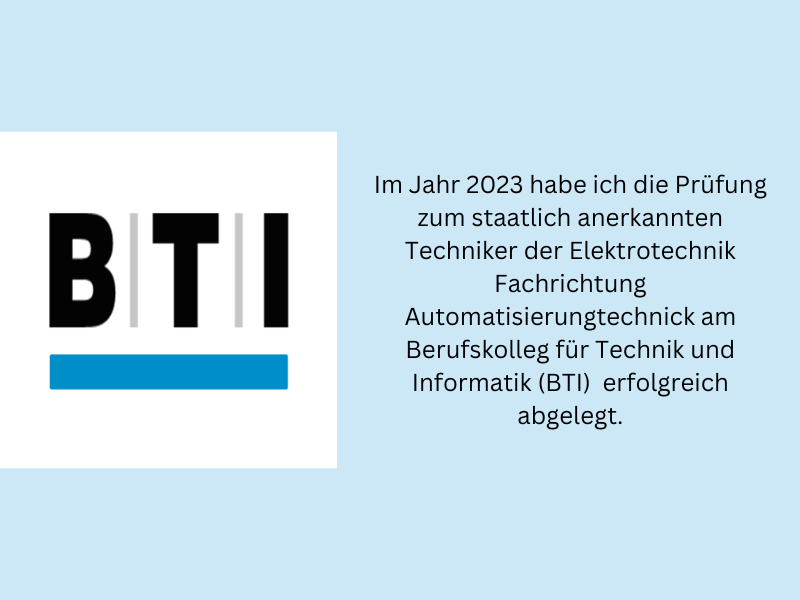 B|T|I
Im Jahr 2023 habe ich die Prüfung
zum staatlich anerkannten
Techniker der Elektrotechnik
Fachrichtung
Automatisierungtechnick am
Berufskolleg für Technik und
Informatik (BTI)  erfolgreich
abgelegt.